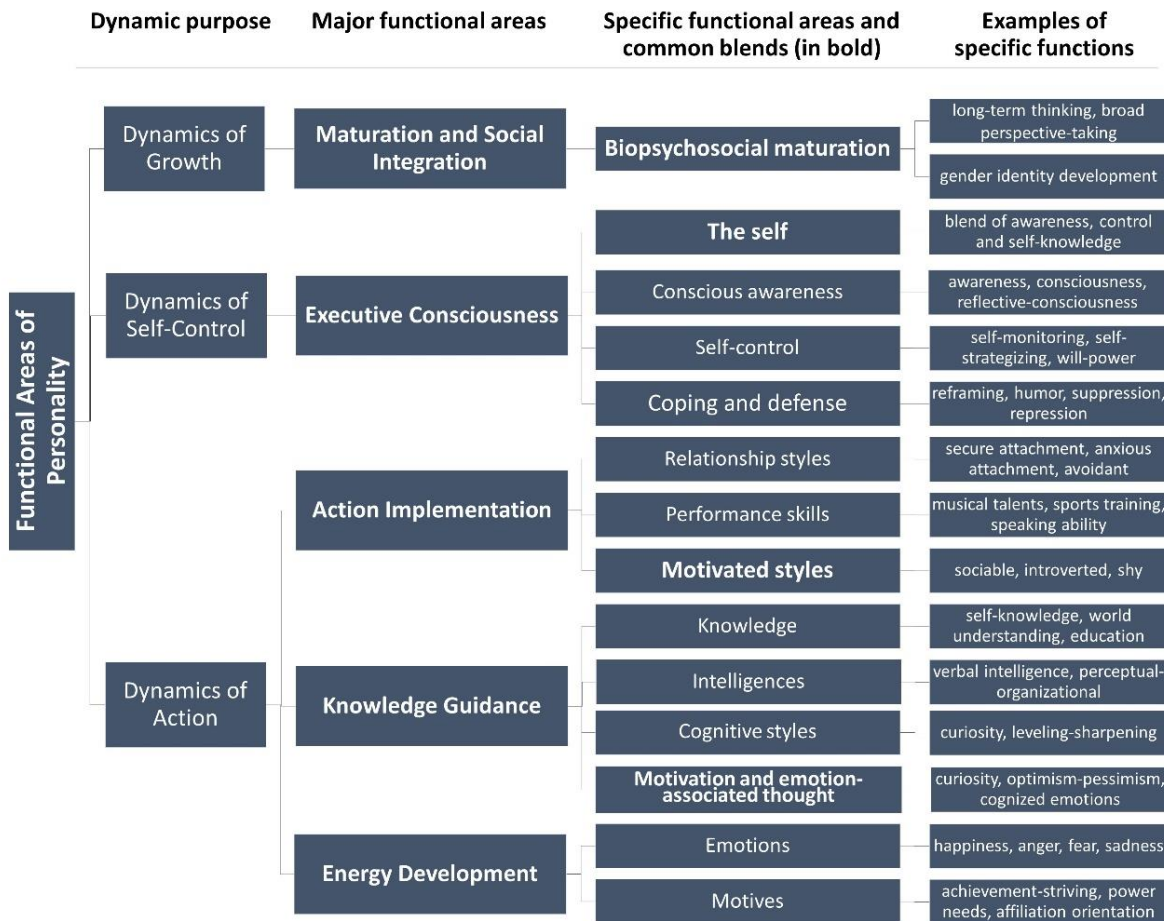 Dynamic purpose
Major functional areas
Specific functional areas and
common blends (in bold)
Examples of
specific functions
Functional Areas of
Personality
Dynamics of
Growth
Maturation and Social
Integration
Biopsychosocial maturation
long-term thinking, broad
perspective-taking
gender identity development
Dynamics of
Self-Control
Executive Consciousness
The self
blend of awareness, control
and self-knowledge
Conscious awareness
awareness, consciousness,
reflective-consciousness
Self-control
self-monitoring, self-
strategizing, will-power
Coping and defense
reframing, humor, suppression,
repression
Dynamics of
Action
Action Implementation
Relationship styles
secure attachment, anxious
attachment, avoidant
Performance skills
musical talents, sports training,
speaking ability
Motivated styles
sociable, introverted, shy
Knowledge Guidance
Knowledge
self-knowledge, world
understanding, education
Intelligences
verbal intelligence, perceptual-
organizational
Cognitive styles
curiosity, leveling-sharpening
Motivation and emotion-
associated thought
curiosity, optimism-pessimism,
cognized emotions
Energy Development
Emotions
happiness, anger, fear, sadness
Motives
achievement-striving, power
needs, affiliation orientation